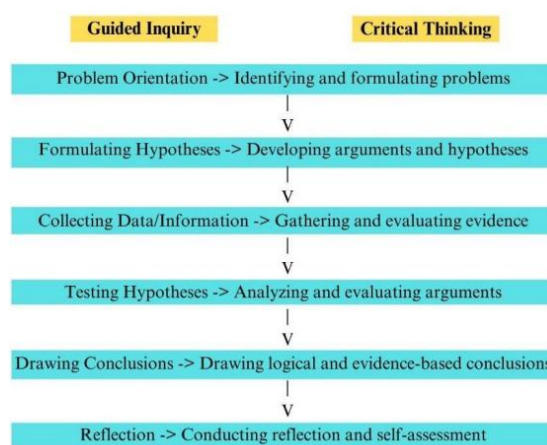 Guided Inquiry
Critical Thinking
Problem Orientation -> Identifying and formulating problems
|
V
Formulating Hypotheses -> Developing arguments and hypotheses
|
V
Collecting Data/Information -> Gathering and evaluating evidence
|
V
Testing Hypotheses -> Analyzing and evaluating arguments
|
V
Drawing Conclusions -> Drawing logical and evidence-based conclusions
|
V
Reflection -> Conducting reflection and self-assessment